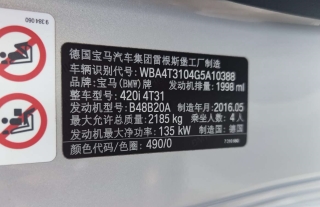 德国宝马汽车集团雷根斯堡工厂制造
车辆识别代号 WBA4T3104G5A10388
品牌: 宝马(BMW)牌 发动机排量: 1998 ml
整车型号: 420i 4T31
发动机型号: B48B20A 制造年月: 2016.05
最大允许总质量: 2185 kg 乘坐人数: 4 人
发动机最大净功率: 135 kW 制造国: 德国
颜色代码/色圈: 490/0